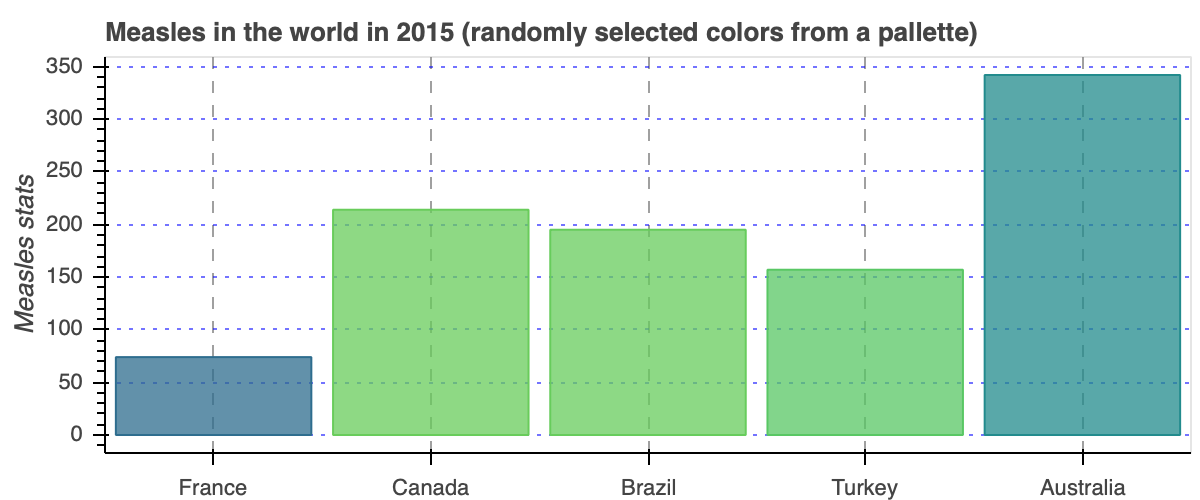 Measles in the world in 2015 (randomly selected colors from a pallette)
Measles stats
350
300
250
200
150
100
50
0
France Canada Brazil Turkey Australia